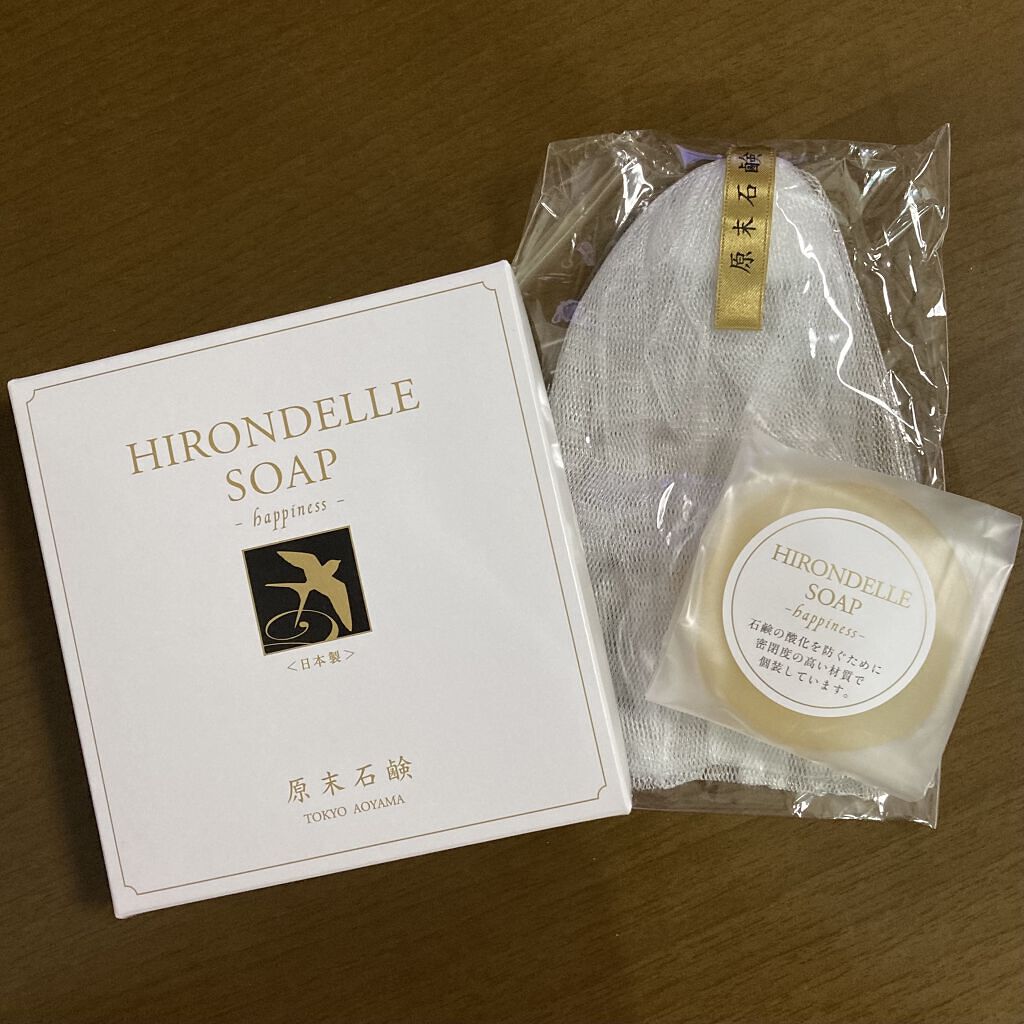 HIRONDELLE
SOAP
- happiness -
<日本製>
原末石鹸
TOKYO AOYAMA
原末石鹸
HIRONDELLE
SOAP
-happiness-
石鹸の酸化を防ぐために
密閉度の高い材質で
個装しています。